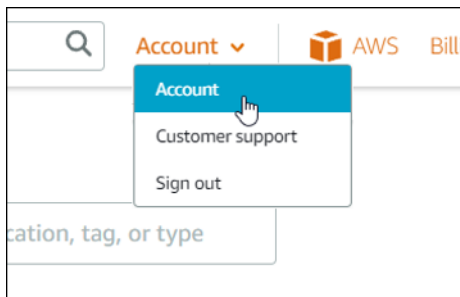 Account AWS Bill
Account
Customer support
Sign out
cation, tag, or type